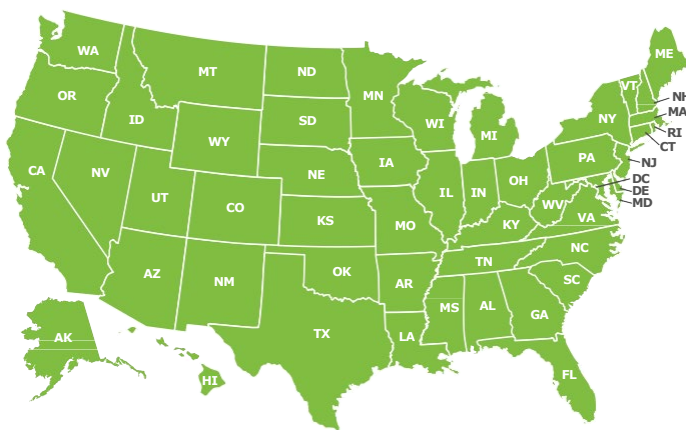 WA
MT
ND
MN
ME
VT
NH
MA
RI
CT
NY
OR
ID
SD
WI
MI
WY
IA
PA
NJ
DC
DE
MD
CA
NV
UT
CO
NE
IL
IN
OH
WV
VA
KS
MO
KY
NC
TN
AZ
NM
OK
AR
SC
MS
AL
GA
TX
LA
AK
HI
FL